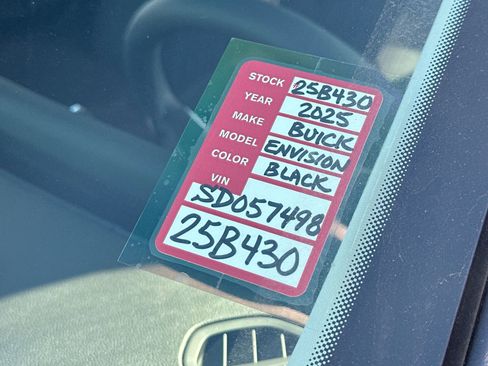 STOCK 25B430
YEAR 2025
MAKE BUICK
MODEL ENVISION
COLOR BLACK
VIN
SD057498
25B430